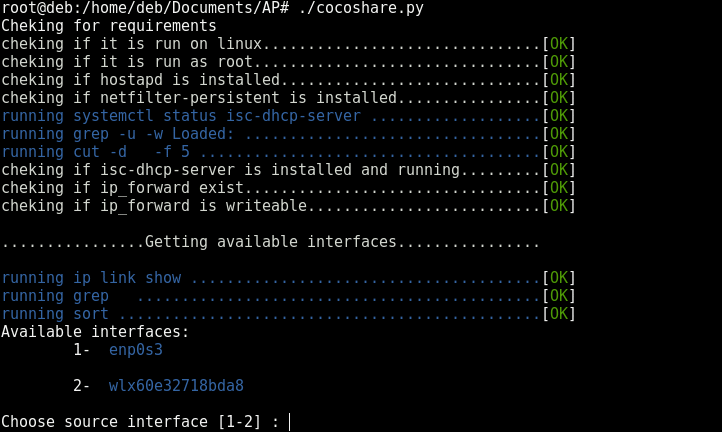 root@deb:/home/deb/Documents/AP# ./cocoshare.py
Cheking for requirements
cheking if it is run on linux...............................[OK]
cheking if it is run as root................................[OK]
cheking if hostapd is installed.............................[OK]
cheking if netfilter-persistent is installed................[OK]
running systemctl status isc-dhcp-server ...................[OK]
running grep -u -w Loaded: .................................[OK]
running cut -d   -f 5 ......................................[OK]
cheking if isc-dhcp-server is installed and running.........[OK]
cheking if ip_forward exist.................................[OK]
cheking if ip_forward is writeable..........................[OK]
................Getting available interfaces................
running ip link show .......................................[OK]
running grep   .............................................[OK]
running sort ...............................................[OK]
Available interfaces:
1-  enp0s3
2-  wlx60e32718bda8
Choose source interface [1-2] :